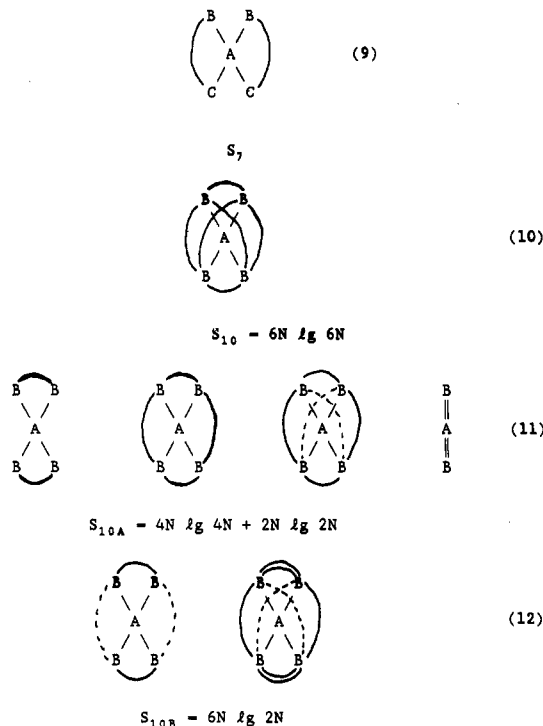 B B
A (9)
C C
S₇
B B
A (10)
B B
S₁₀ = 6N ℓg 6N
B B B B B B B
A A A A (11)
B B B B B B B
S₁₀A = 4N ℓg 4N + 2N ℓg 2N
B B B B
A A (12)
B B B B
S₁₀B = 6N ℓg 2N